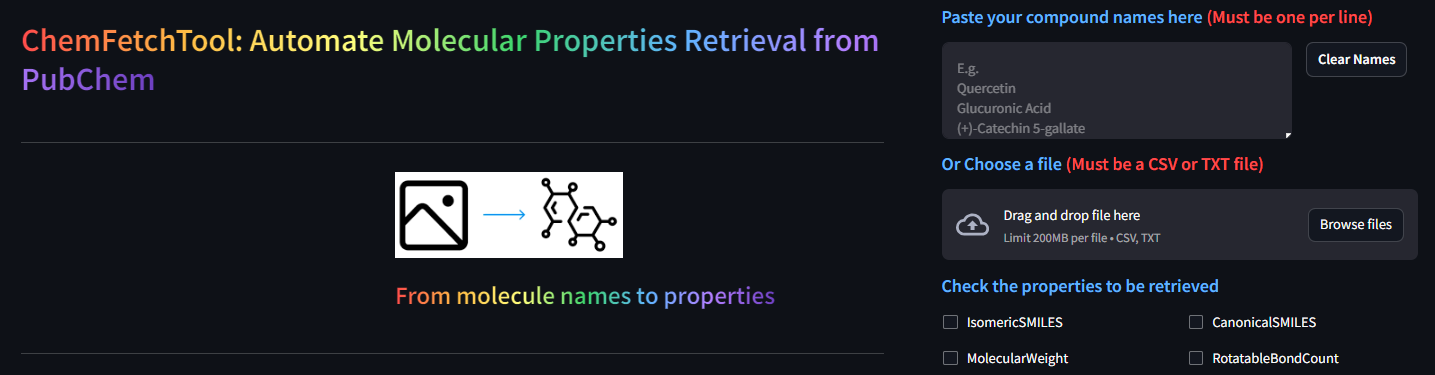 ChemFetchTool: Automate Molecular Properties Retrieval from
PubChem
From molecule names to properties
Paste your compound names here (Must be one per line)
E.g.
Quercetin
Glucuronic Acid
(+)-Catechin 5-gallate
Clear Names
Or Choose a file (Must be a CSV or TXT file)
Drag and drop file here
Limit 200MB per file • CSV, TXT
Browse files
Check the properties to be retrieved
IsomericSMILES
CanonicalSMILES
MolecularWeight
RotatableBondCount